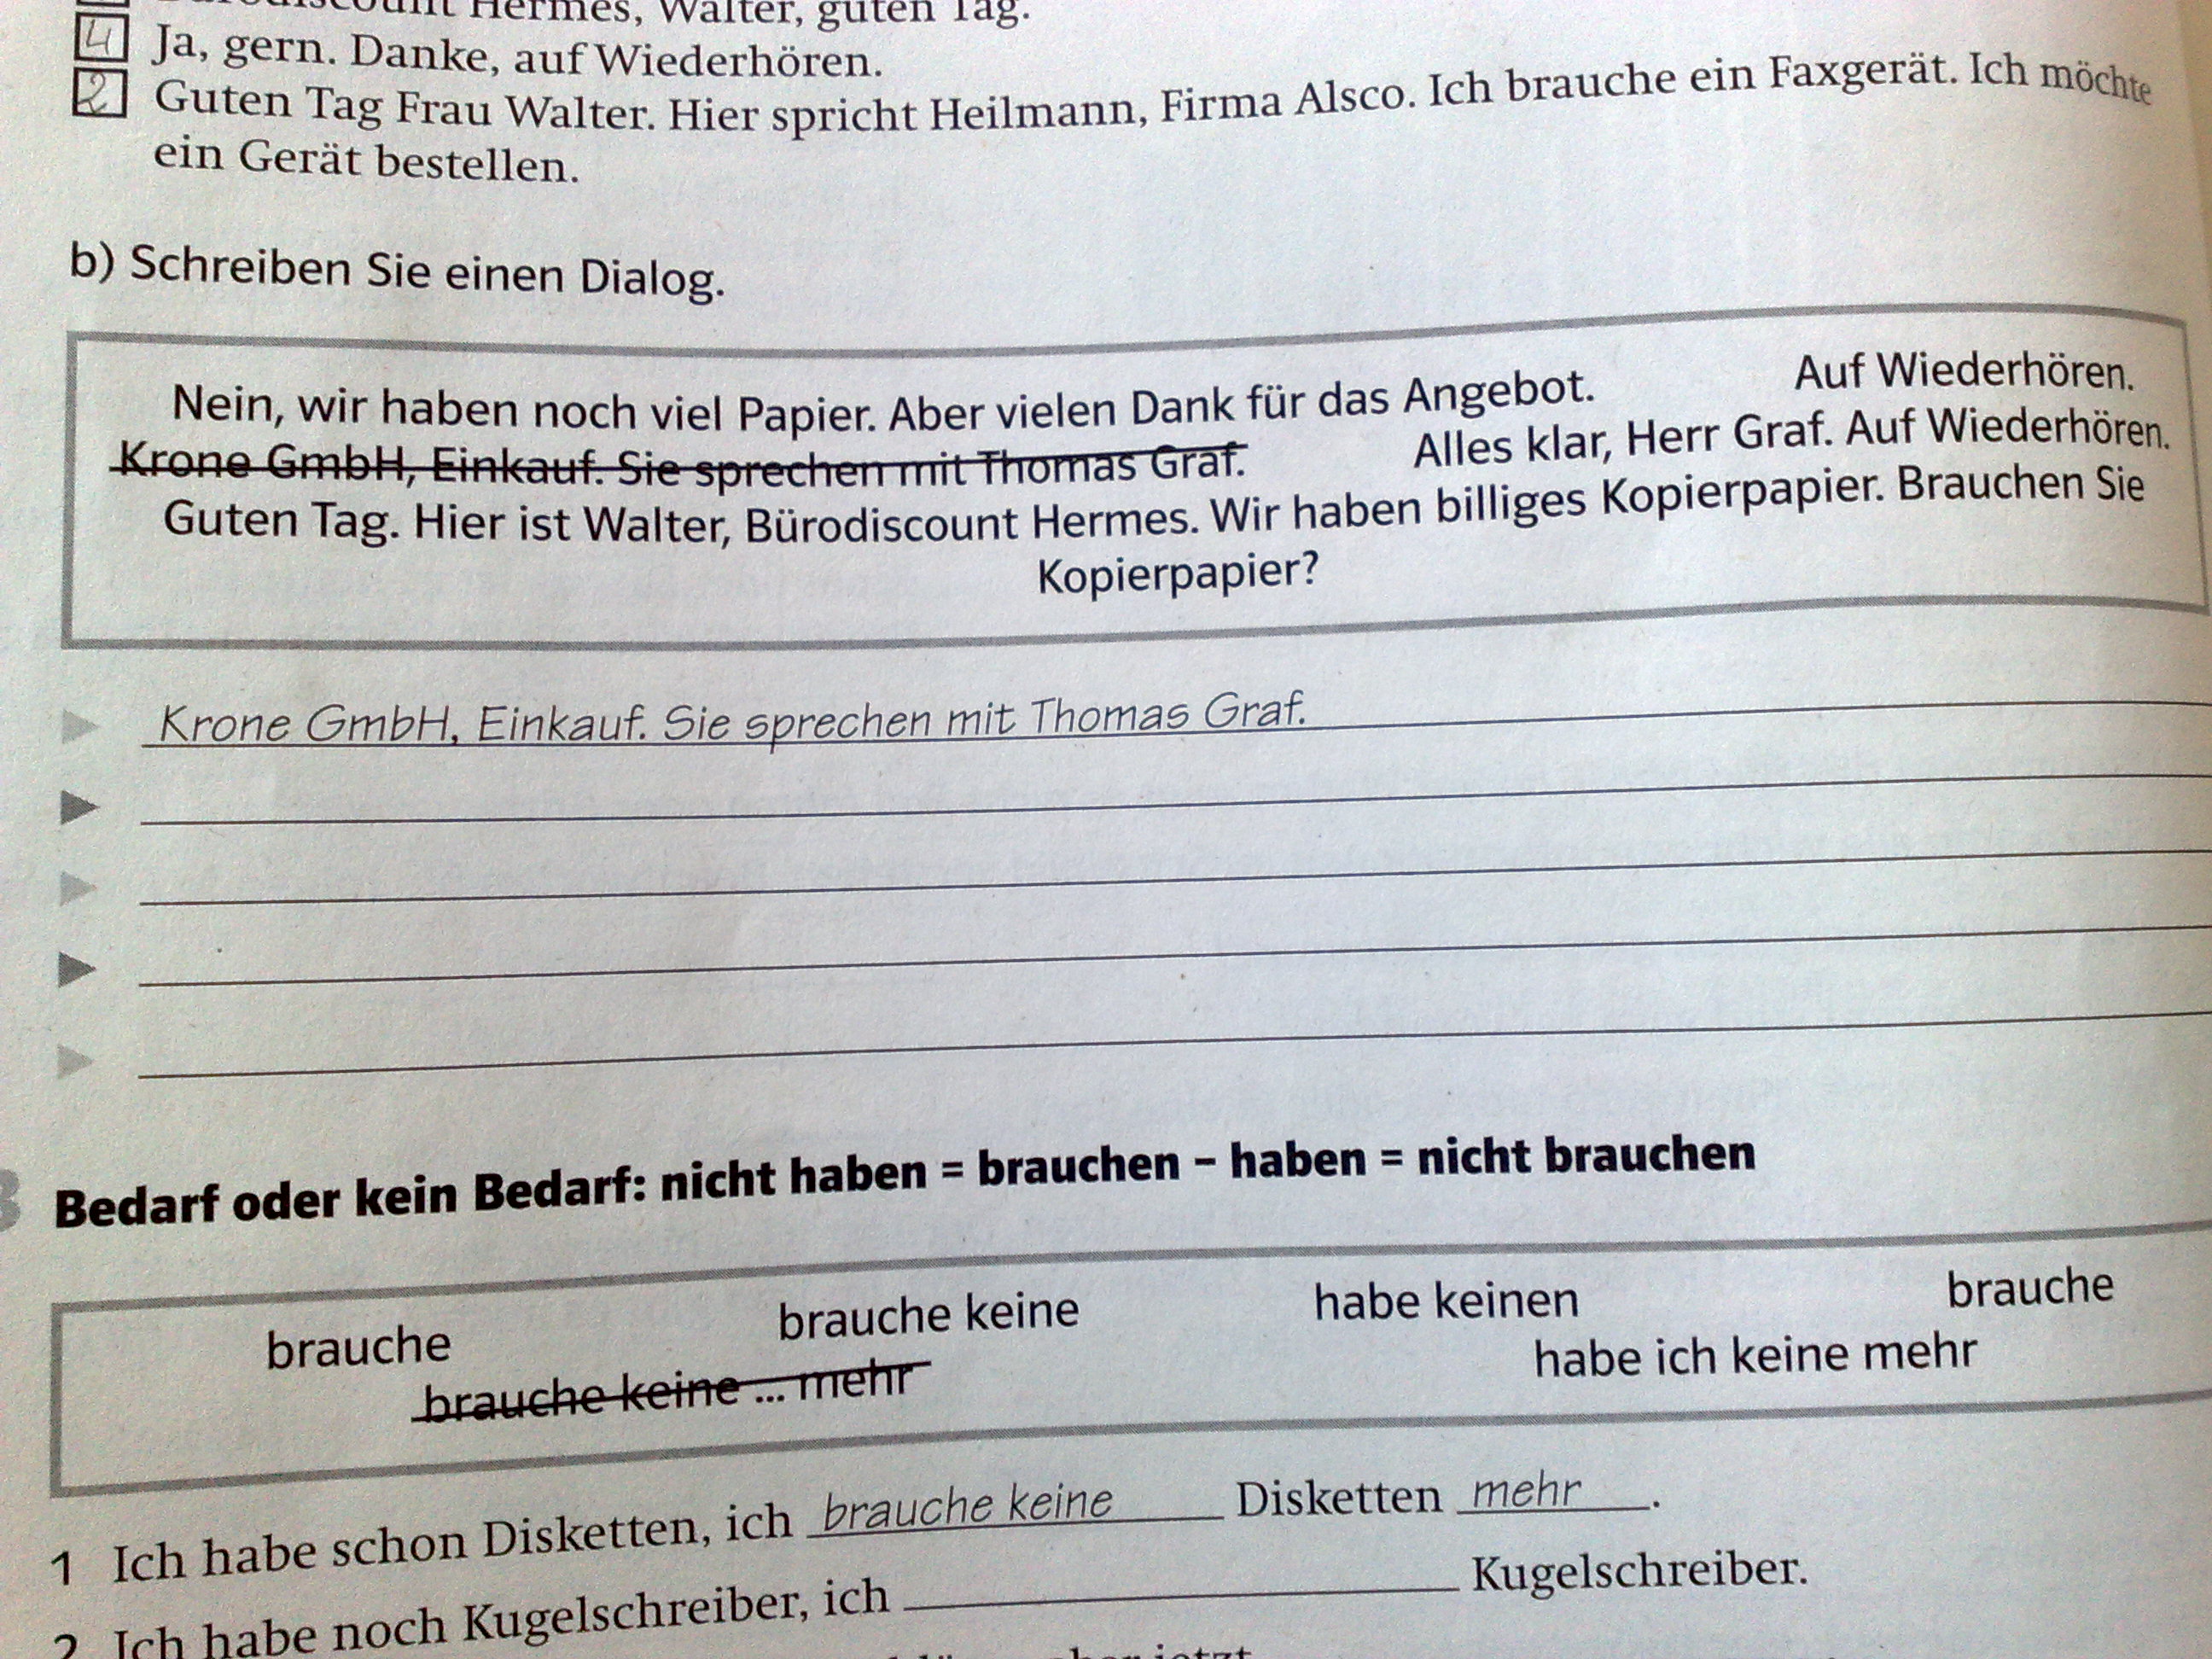 Bürodiscount Hermes, Walter, guten Tag.
4 Ja, gern. Danke, auf Wiederhören.
2 Guten Tag Frau Walter. Hier spricht Heilmann, Firma Alsco. Ich brauche ein Faxgerät. Ich möchte
ein Gerät bestellen.
b) Schreiben Sie einen Dialog.
Nein, wir haben noch viel Papier. Aber vielen Dank für das Angebot. Auf Wiederhören.
Krone GmbH, Einkauf. Sie sprechen mit Thomas Graf. Alles klar, Herr Graf. Auf Wiederhören.
Guten Tag. Hier ist Walter, Bürodiscount Hermes. Wir haben billiges Kopierpapier. Brauchen Sie
Kopierpapier?
Krone GmbH, Einkauf. Sie sprechen mit Thomas Graf.
Bedarf oder kein Bedarf: nicht haben = brauchen – haben = nicht brauchen
brauche brauche keine habe keinen brauche
brauche keine ... mehr habe ich keine mehr
1 Ich habe schon Disketten, ich brauche keine Disketten mehr.
2 Ich habe noch Kugelschreiber, ich Kugelschreiber.
aber jetzt